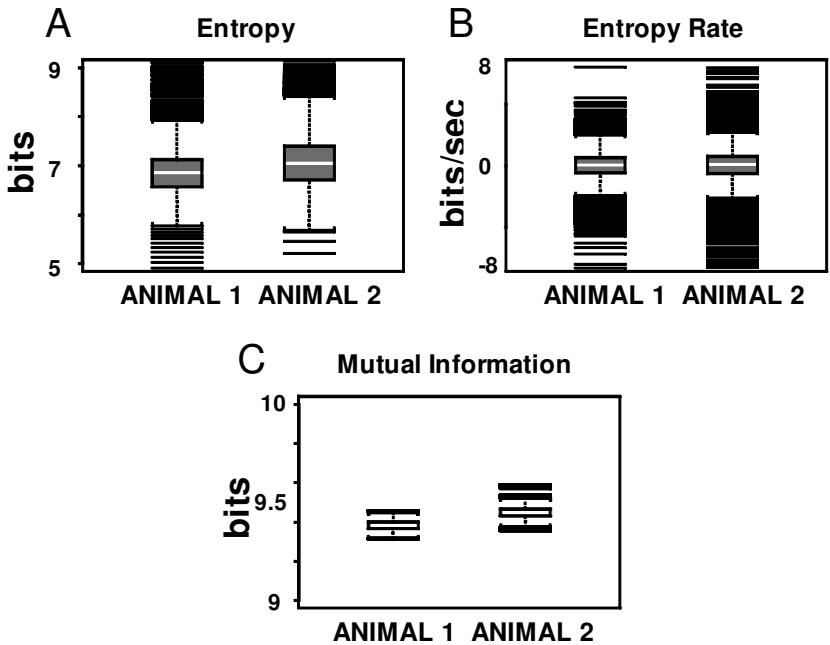 A
Entropy
9
7
5
bits
ANIMAL 1 ANIMAL 2
B
Entropy Rate
8
0
-8
bits/sec
ANIMAL 1 ANIMAL 2
C
Mutual Information
10
9.5
9
bits
ANIMAL 1 ANIMAL 2